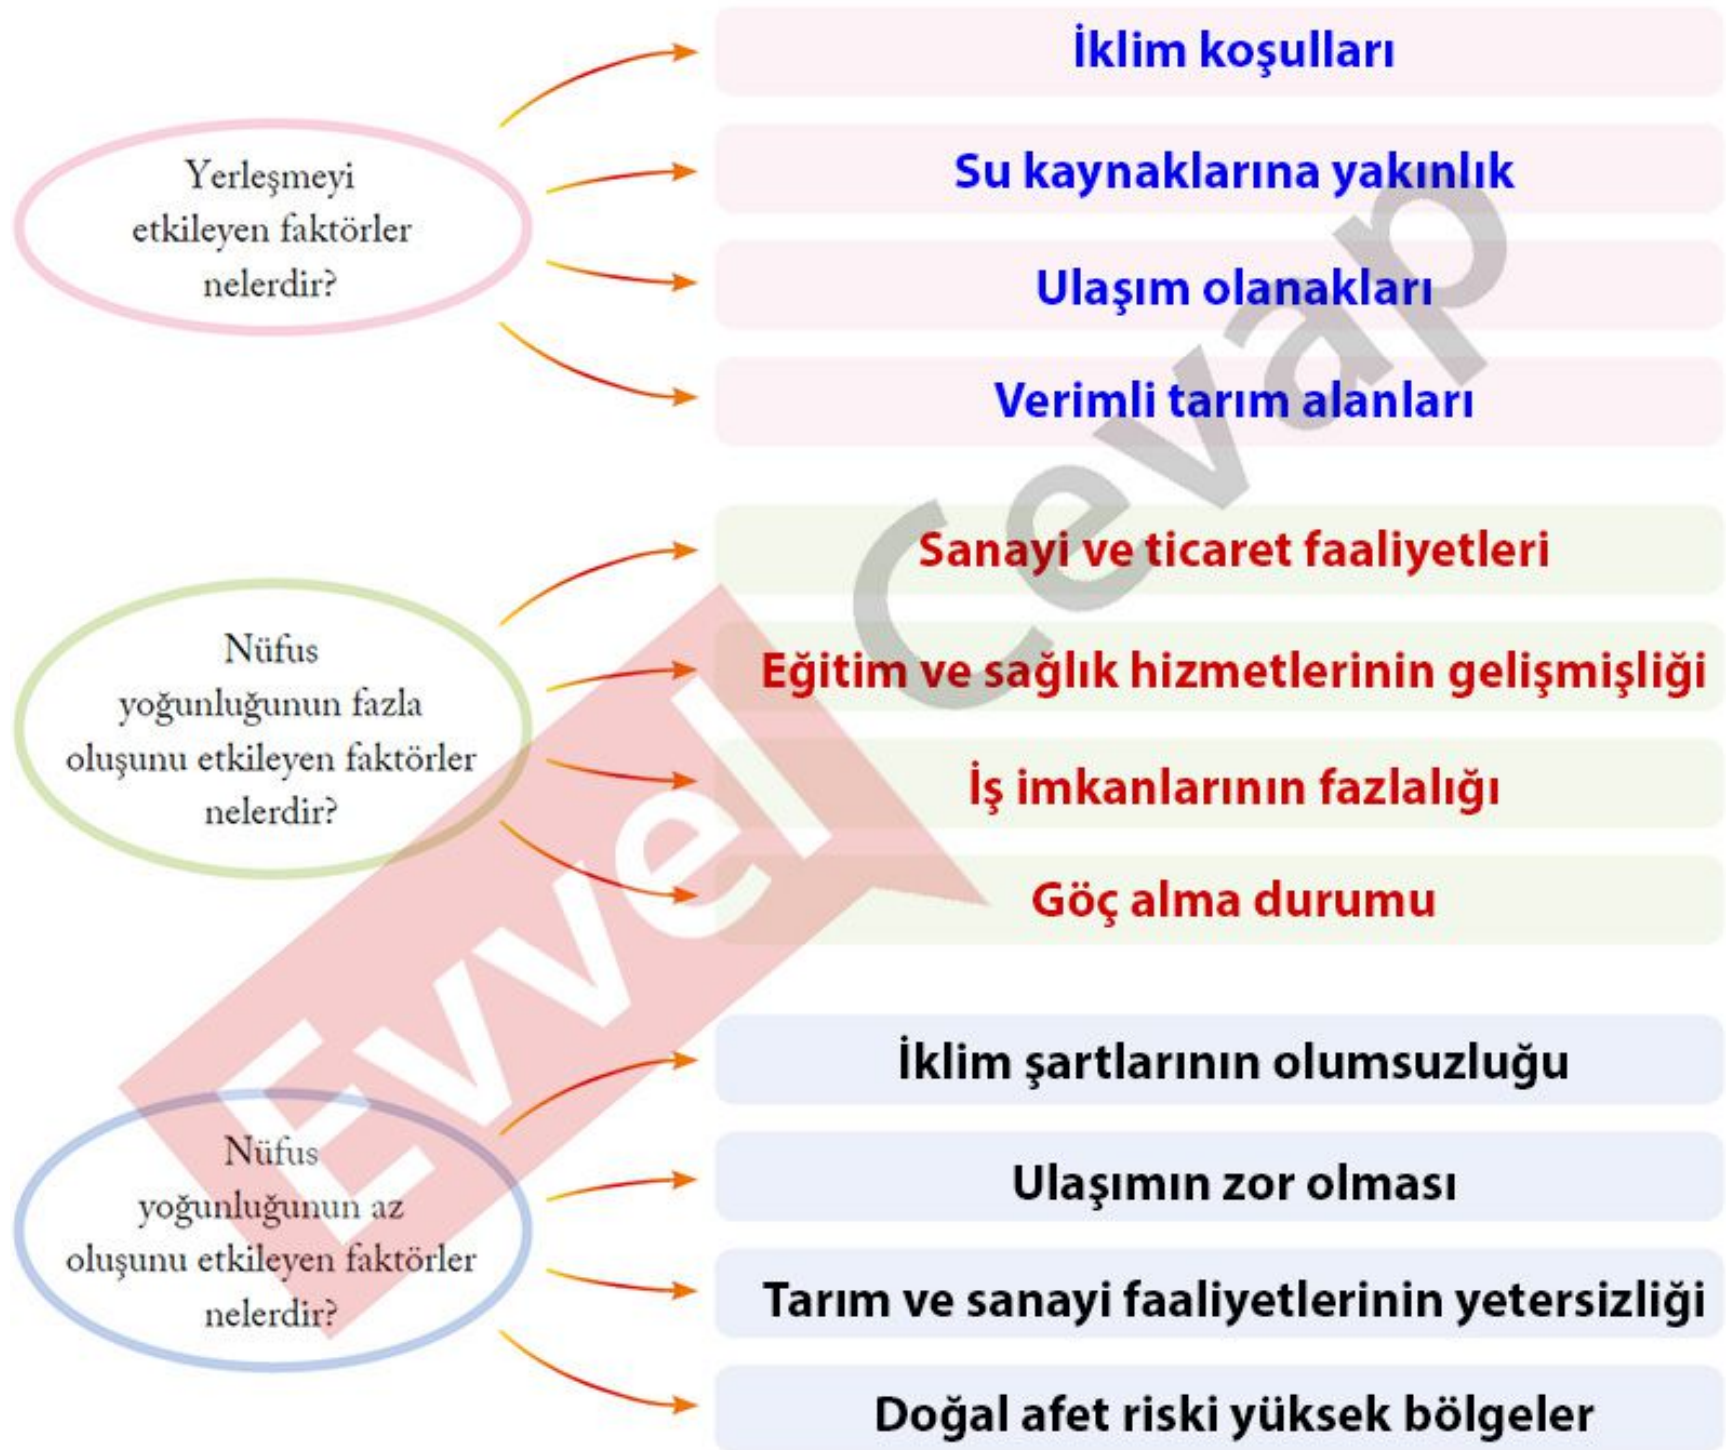 Yerleşmeyi
etkileyen faktörler
nelerdir?
İklim koşulları
Su kaynaklarına yakınlık
Ulaşım olanakları
Verimli tarım alanları
Nüfus
yoğunluğunun fazla
oluşunu etkileyen faktörler
nelerdir?
Sanayi ve ticaret faaliyetleri
Eğitim ve sağlık hizmetlerinin gelişmişliği
İş imkanlarının fazlalığı
Göç alma durumu
Nüfus
yoğunluğunun az
oluşunu etkileyen faktörler
nelerdir?
İklim şartlarının olumsuzluğu
Ulaşımın zor olması
Tarım ve sanayi faaliyetlerinin yetersizliği
Doğal afet riski yüksek bölgeler
Evvel Cevap